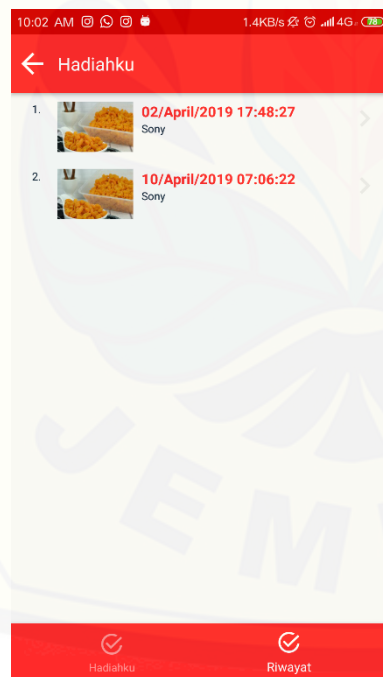 10:02 AM 1.4KB/s 4G 78
Hadiahku
1. 02/April/2019 17:48:27
Sony
2. 10/April/2019 07:06:22
Sony
JEM
Hadiahku Riwayat